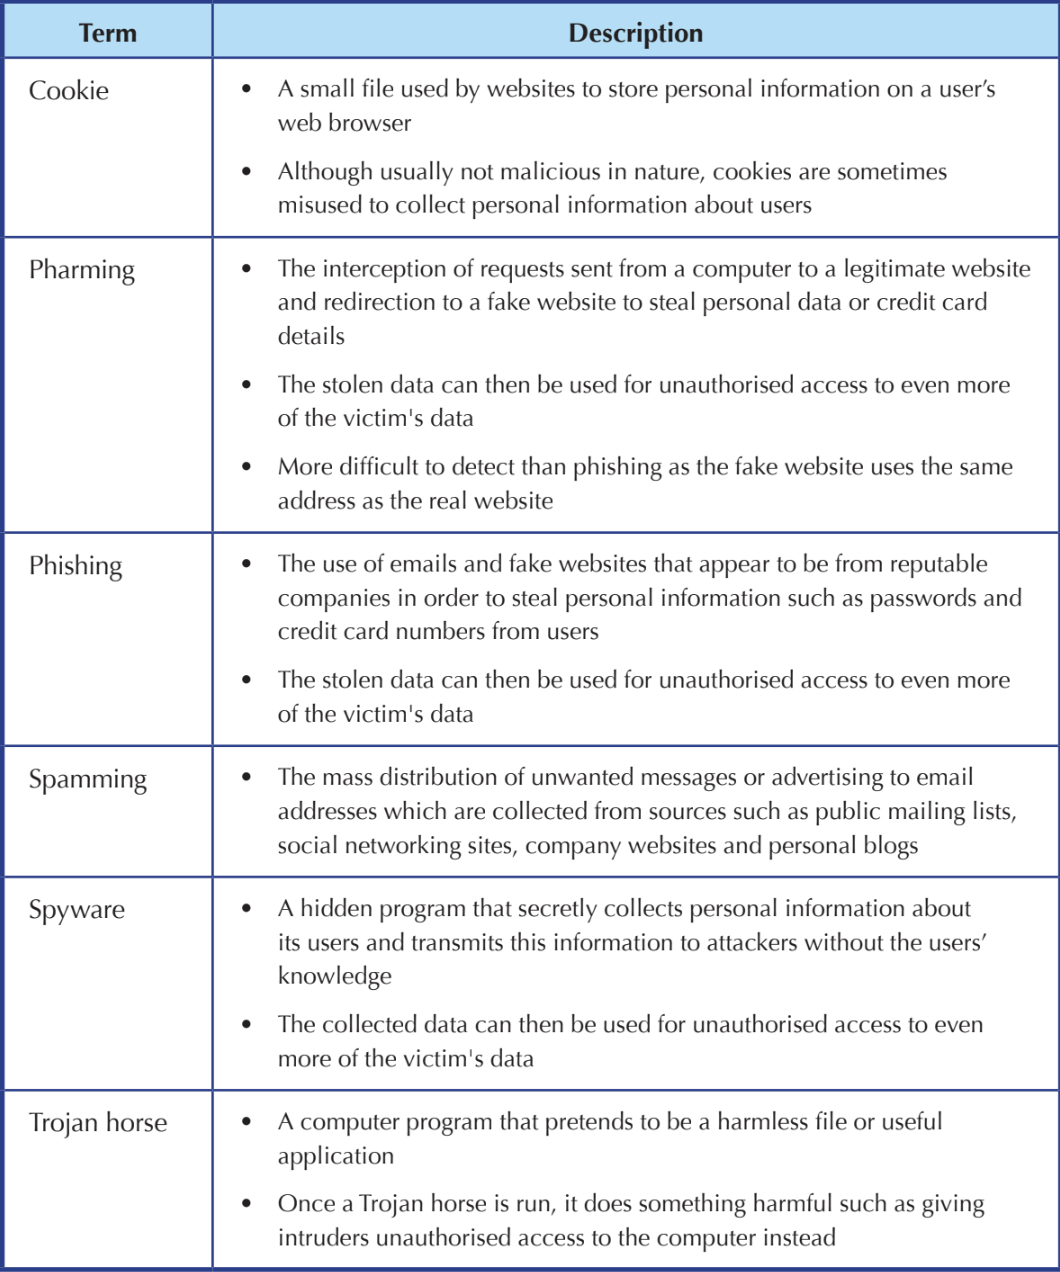 Term
Description
Cookie
• A small file used by websites to store personal information on a user’s
web browser
• Although usually not malicious in nature, cookies are sometimes
misused to collect personal information about users
Pharming
• The interception of requests sent from a computer to a legitimate website
and redirection to a fake website to steal personal data or credit card
details
• The stolen data can then be used for unauthorised access to even more
of the victim's data
• More difficult to detect than phishing as the fake website uses the same
address as the real website
Phishing
• The use of emails and fake websites that appear to be from reputable
companies in order to steal personal information such as passwords and
credit card numbers from users
• The stolen data can then be used for unauthorised access to even more
of the victim's data
Spamming
• The mass distribution of unwanted messages or advertising to email
addresses which are collected from sources such as public mailing lists,
social networking sites, company websites and personal blogs
Spyware
• A hidden program that secretly collects personal information about
its users and transmits this information to attackers without the users’
knowledge
• The collected data can then be used for unauthorised access to even
more of the victim's data
Trojan horse
• A computer program that pretends to be a harmless file or useful
application
• Once a Trojan horse is run, it does something harmful such as giving
intruders unauthorised access to the computer instead